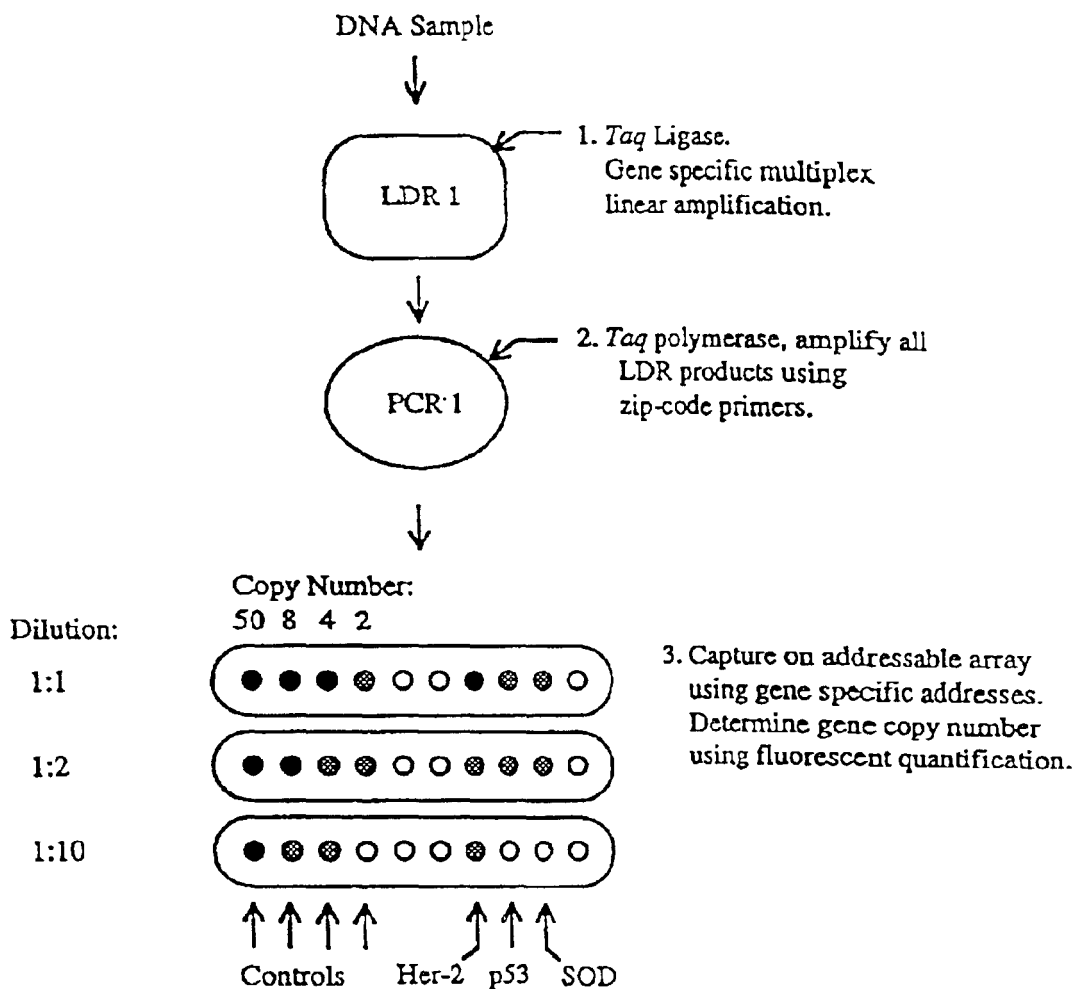 DNA Sample
1. Taq Ligase.
Gene specific multiplex
linear amplification.
LDR 1
2. Taq polymerase, amplify all
LDR products using
zip-code primers.
PCR 1
Copy Number:
50 8 4 2
Dilution:
1:1
3. Capture on addressable array
using gene specific addresses.
Determine gene copy number
using fluorescent quantification.
1:2
1:10
Controls Her-2 p53 SOD